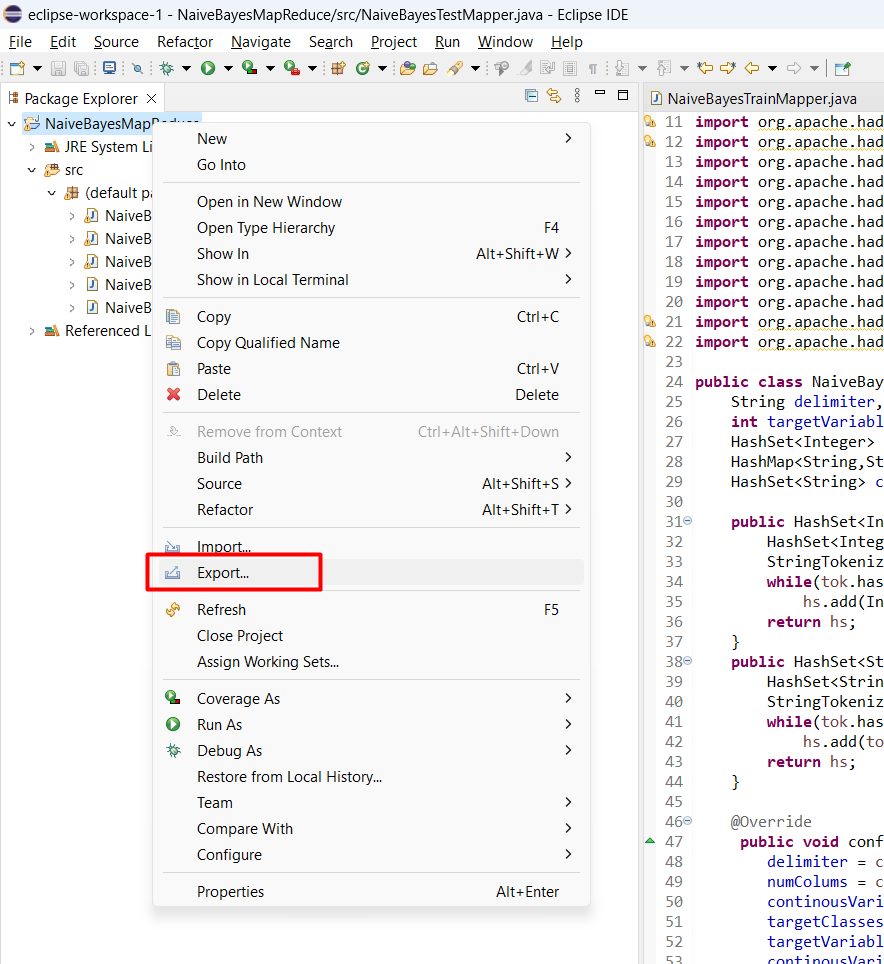 eclipse-workspace-1 - NaiveBayesMapReduce/src/NaiveBayesTestMapper.java - Eclipse IDE
File Edit Source Refactor Navigate Search Project Run Window Help
Package Explorer
NaiveBayesMapReduce
JRE System Li
src
(default pa
NaiveB
NaiveB
NaiveB
NaiveB
NaiveB
Referenced L
New
Go Into
Open in New Window
Open Type Hierarchy F4
Show In Alt+Shift+W
Show in Local Terminal
Copy Ctrl+C
Copy Qualified Name
Paste Ctrl+V
Delete Delete
Remove from Context Ctrl+Alt+Shift+Down
Build Path
Source Alt+Shift+S
Refactor Alt+Shift+T
Import...
Export...
Refresh F5
Close Project
Assign Working Sets...
Coverage As
Run As
Debug As
Restore from Local History...
Team
Compare With
Configure
Properties Alt+Enter
NaiveBayesTrainMapper.java
11 import org.apache.had
12 import org.apache.had
13 import org.apache.had
14 import org.apache.had
15 import org.apache.had
16 import org.apache.had
17 import org.apache.had
18 import org.apache.had
19 import org.apache.had
20 import org.apache.had
21 import org.apache.had
22 import org.apache.had
23
24 public class NaiveBay
25 String delimiter,
26 int targetVariabl
27 HashSet<Integer>
28 HashMap<String,St
29 HashSet<String> c
30
31 public HashSet<In
32 HashSet<Integ
33 StringTokeniz
34 while(tok.has
35 hs.add(In
36 return hs;
37 }
38 public HashSet<St
39 HashSet<Strin
40 StringTokeniz
41 while(tok.has
42 hs.add(to
43 return hs;
44 }
45
46 @Override
47 public void conf
48 delimiter = c
49 numColums = c
50 continousVari
51 targetClasses
52 targetVariabl
53 continousVari